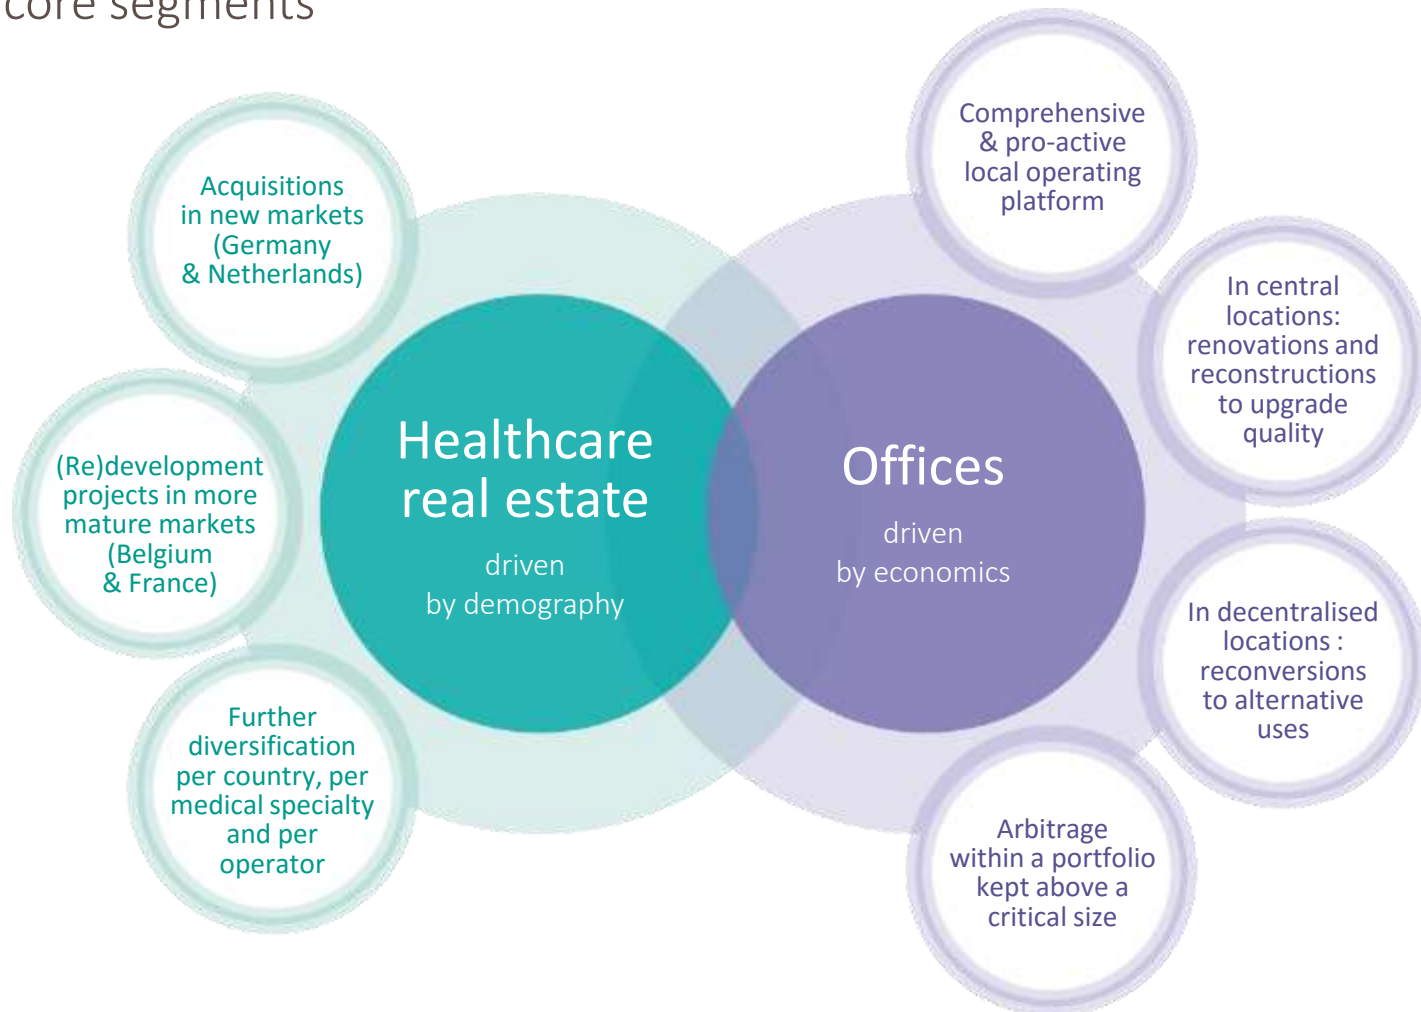 core segments
Acquisitions
in new markets
(Germany
& Netherlands)
(Re)development
projects in more
mature markets
(Belgium
& France)
Further
diversification
per country, per
medical specialty
and per
operator
Healthcare
real estate
driven
by demography
Offices
driven
by economics
Comprehensive
& pro-active
local operating
platform
In central
locations:
renovations and
reconstructions
to upgrade
quality
In decentralised
locations :
reconversions
to alternative
uses
Arbitrage
within a portfolio
kept above a
critical size